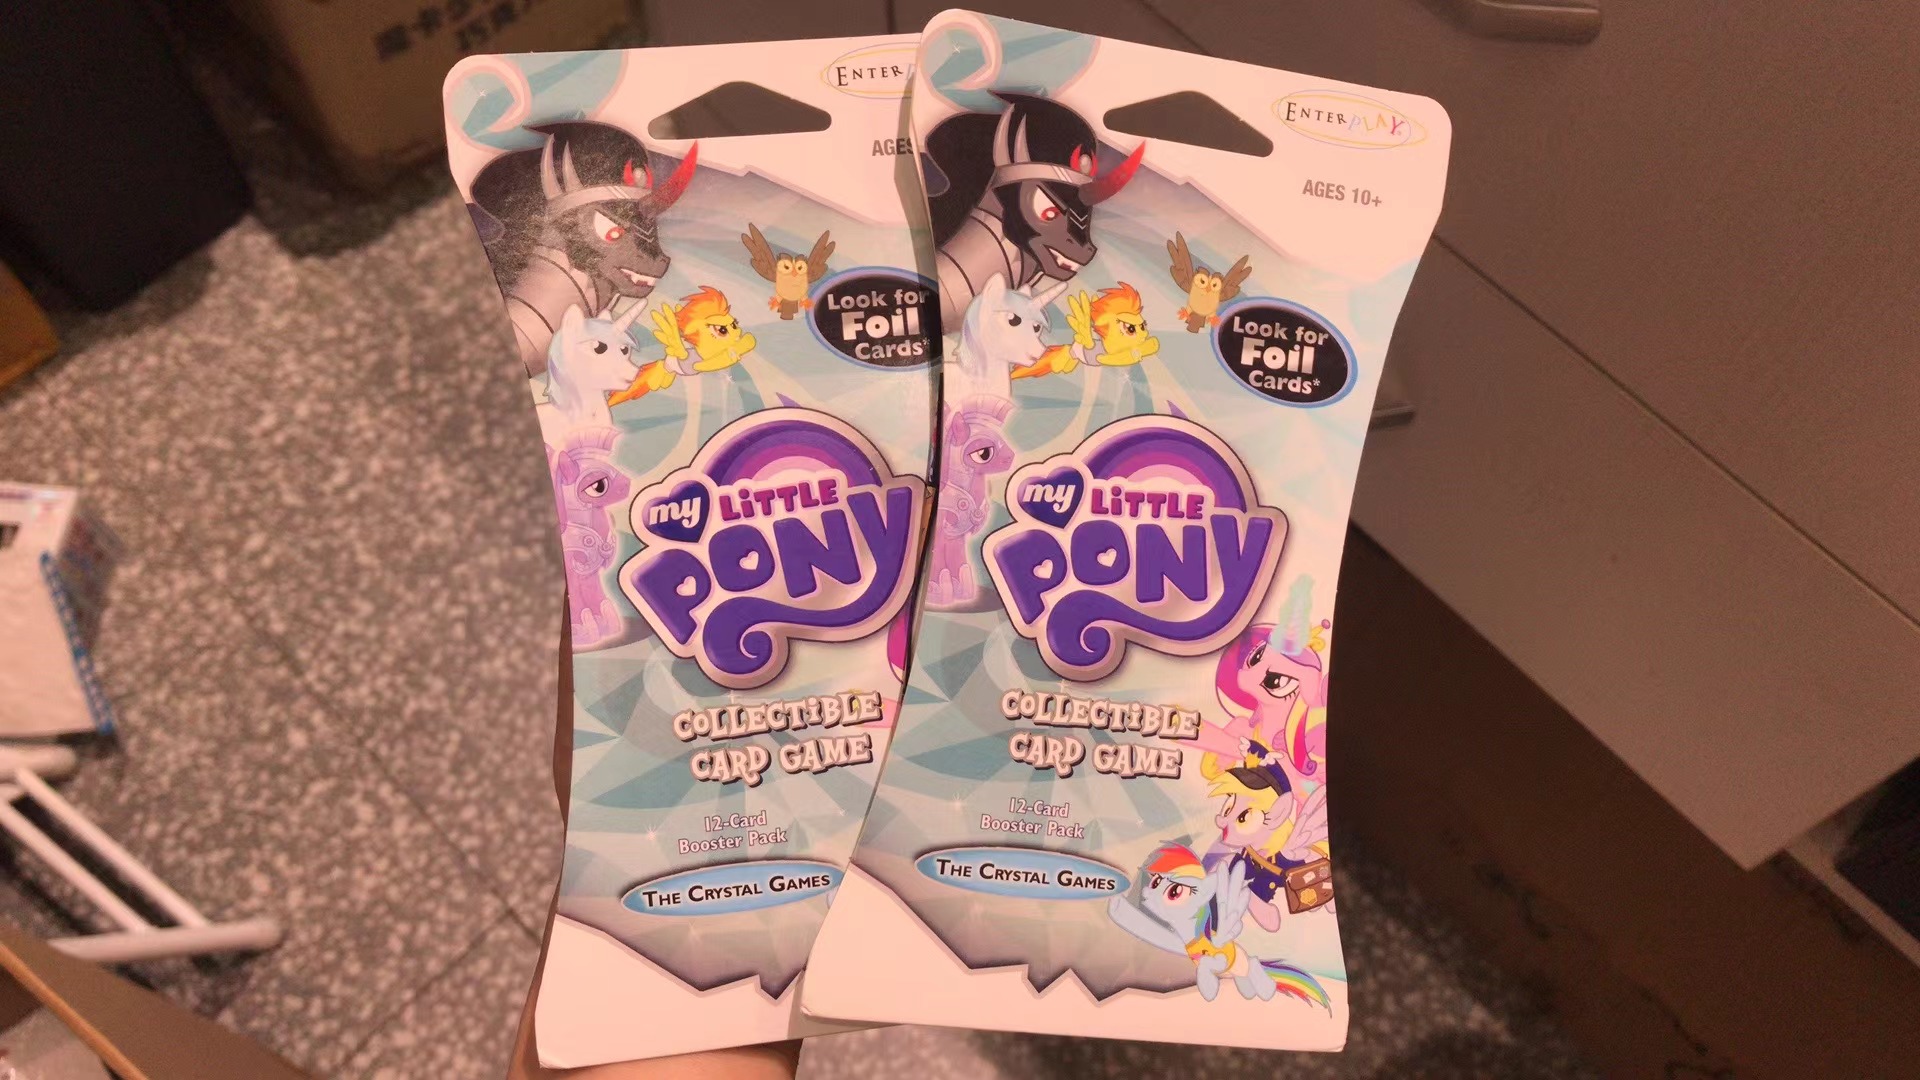 ENTERP
AGES
Look for
Foil
Cards*
my LITTLE
PONY
COLLECTIBLE
CARD GAME
12-Card
Booster Pack
THE CRYSTAL GAMES
ENTERPLAY
AGES 10+
Look for
Foil
Cards*
my LITTLE
PONY
COLLECTIBLE
CARD GAME
12-Card
Booster Pack
THE CRYSTAL GAMES